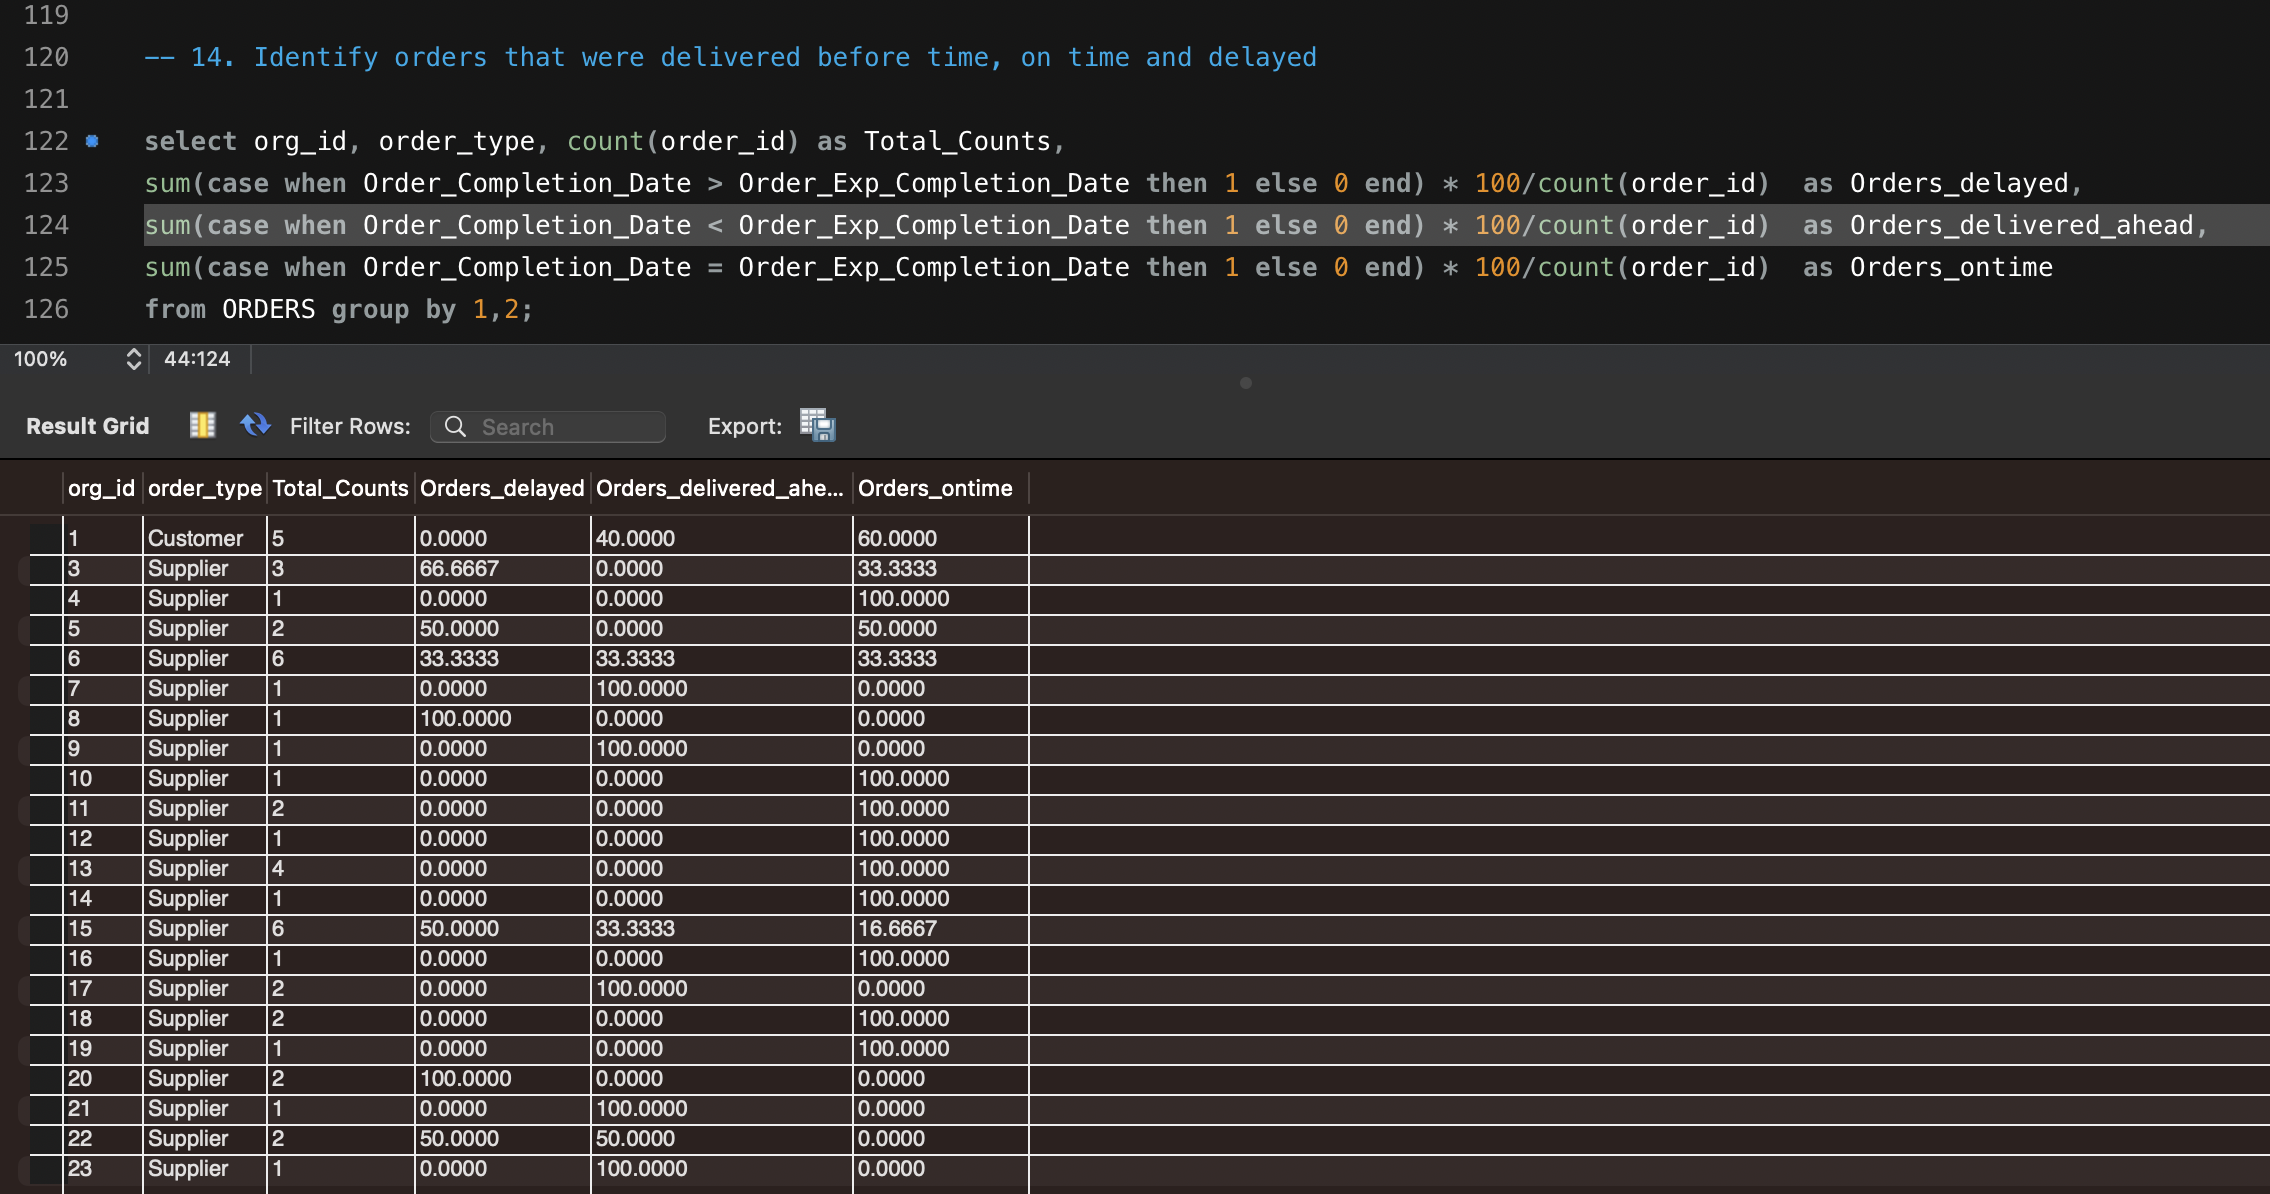 119
120 -- 14. Identify orders that were delivered before time, on time and delayed
121
122 select org_id, order_type, count(order_id) as Total_Counts,
123 sum(case when Order_Completion_Date > Order_Exp_Completion_Date then 1 else 0 end) * 100/count(order_id)  as Orders_delayed,
124 sum(case when Order_Completion_Date < Order_Exp_Completion_Date then 1 else 0 end) * 100/count(order_id)  as Orders_delivered_ahead,
125 sum(case when Order_Completion_Date = Order_Exp_Completion_Date then 1 else 0 end) * 100/count(order_id)  as Orders_ontime
126 from ORDERS group by 1,2;
100% 44:124
Result Grid Filter Rows: Search Export:
org_id order_type Total_Counts Orders_delayed Orders_delivered_ahe... Orders_ontime
1 Customer 5 0.0000 40.0000 60.0000
3 Supplier 3 66.6667 0.0000 33.3333
4 Supplier 1 0.0000 0.0000 100.0000
5 Supplier 2 50.0000 0.0000 50.0000
6 Supplier 6 33.3333 33.3333 33.3333
7 Supplier 1 0.0000 100.0000 0.0000
8 Supplier 1 100.0000 0.0000 0.0000
9 Supplier 1 0.0000 100.0000 0.0000
10 Supplier 1 0.0000 0.0000 100.0000
11 Supplier 2 0.0000 0.0000 100.0000
12 Supplier 1 0.0000 0.0000 100.0000
13 Supplier 4 0.0000 0.0000 100.0000
14 Supplier 1 0.0000 0.0000 100.0000
15 Supplier 6 50.0000 33.3333 16.6667
16 Supplier 1 0.0000 0.0000 100.0000
17 Supplier 2 0.0000 100.0000 0.0000
18 Supplier 2 0.0000 0.0000 100.0000
19 Supplier 1 0.0000 0.0000 100.0000
20 Supplier 2 100.0000 0.0000 0.0000
21 Supplier 1 0.0000 100.0000 0.0000
22 Supplier 2 50.0000 50.0000 0.0000
23 Supplier 1 0.0000 100.0000 0.0000